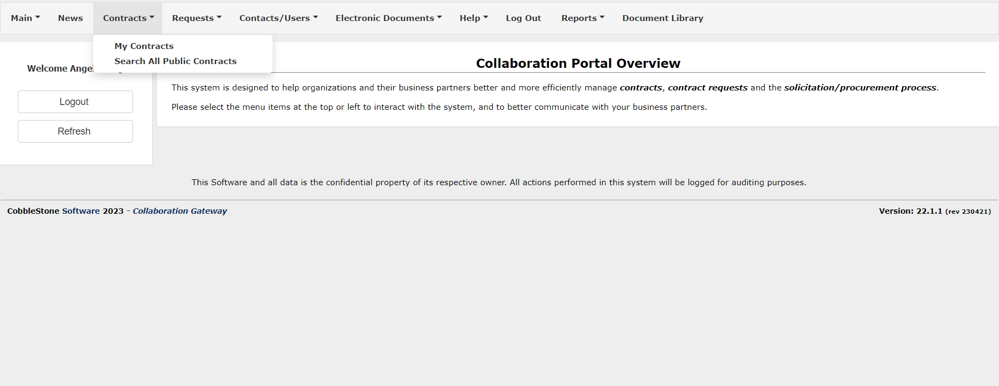 Main News Contracts Requests Contacts/Users Electronic Documents Help Log Out Reports Document Library
My Contracts
Search All Public Contracts
Welcome
Logout
Refresh
Collaboration Portal Overview
This system is designed to help organizations and their business partners better and more efficiently manage contracts, contract requests and the solicitation/procurement process.
Please select the menu items at the top or left to interact with the system, and to better communicate with your business partners.
This Software and all data is the confidential property of its respective owner. All actions performed in this system will be logged for auditing purposes.
CobbleStone Software 2023 - Collaboration Gateway
Version: 22.1.1 (rev 230421)